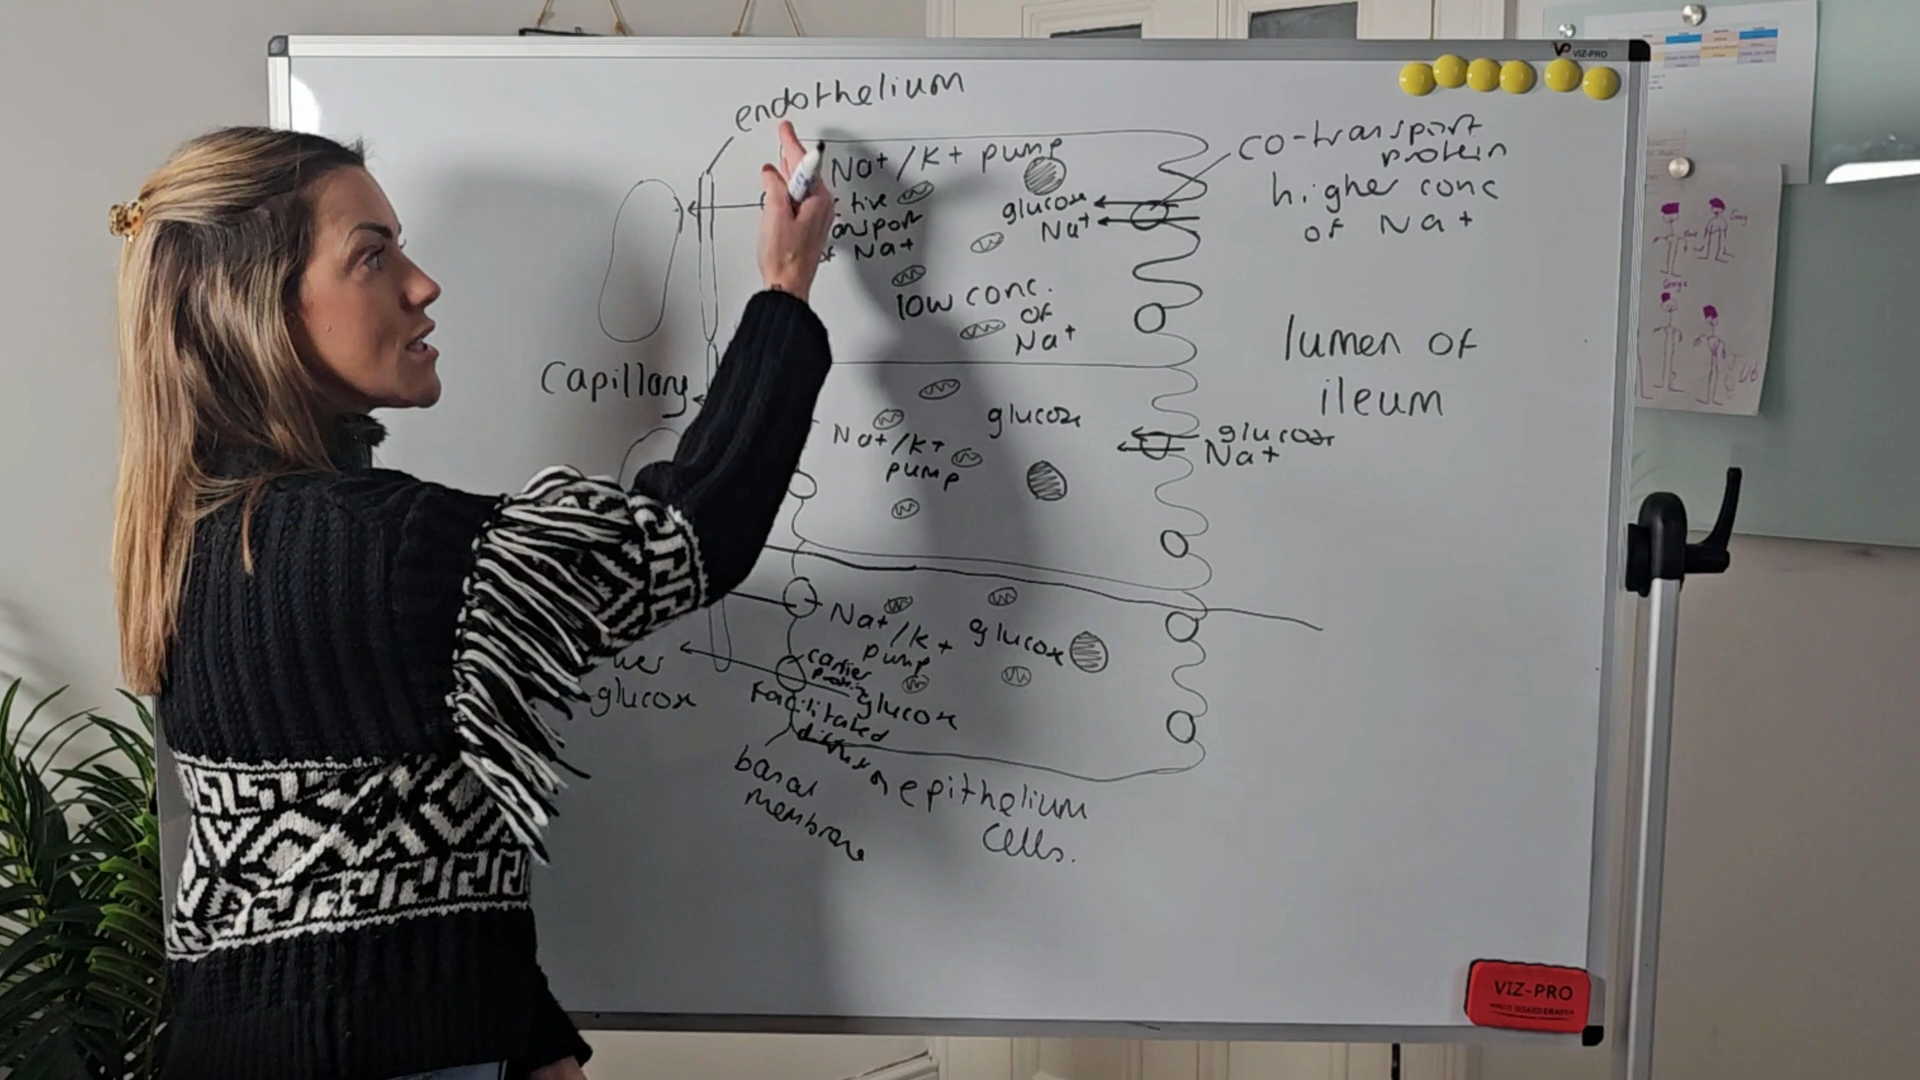 endothelium
Na+/K+ pump
of Na+
glucose
Na+
low conc.
of
Na+
co-transport
protein
higher conc
of Na+
lumen of
ileum
Capillary
Na+/K+
pump
glucose
glucose
Na+
Na+/K+
pump
glucose
carrier
protein
glucose
Facilitated
diffusion
glucose
basal
membrane
epithelium
cells.
VIZ-PRO
VIZ-PRO